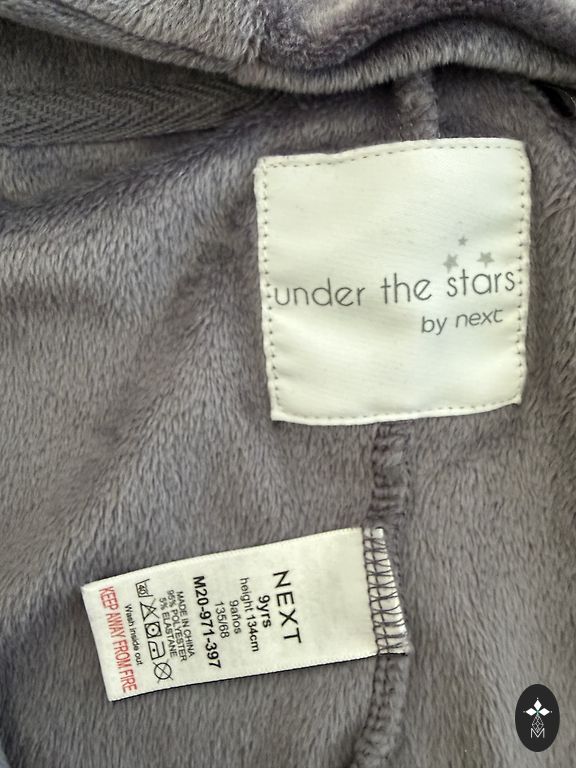 under the stars
by next
NEXT
9yrs
height 134cm
9años
135/68
M20-971-397
MADE IN CHINA
95% POLYESTER
5% ELASTANE
40
Wash inside out
KEEP AWAY FROM FIRE
M